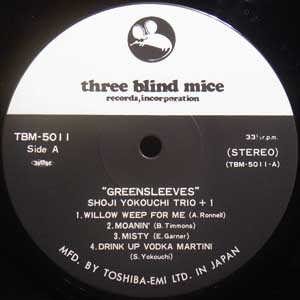 three blind mice
records, incorporation
TBM-5011
Side A
33⅓ r.p.m.
(STEREO)
(TBM-5011-A)
"GREENSLEEVES"
SHOJI YOKOUCHI TRIO + 1
1. WILLOW WEEP FOR ME (A. Ronnell)
2. MOANIN' (B. Timmons)
3. MISTY (E. Garner)
4. DRINK UP VODKA MARTINI
(S. Yokouchi)
MFD. BY TOSHIBA-EMI LTD. IN JAPAN